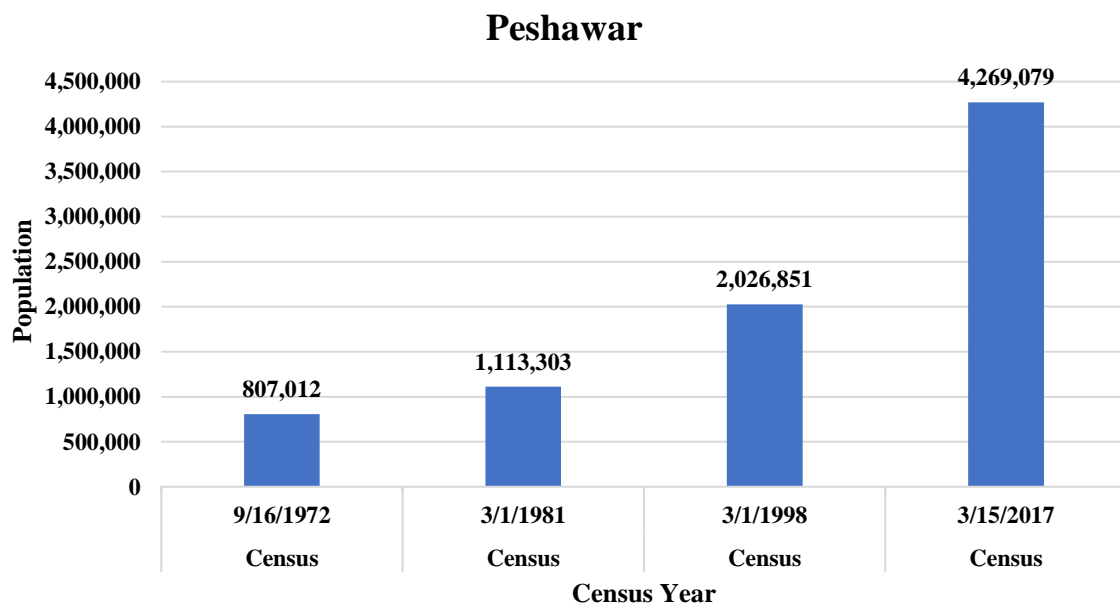 Peshawar
4,500,000
4,000,000
3,500,000
3,000,000
2,500,000
2,000,000
1,500,000
1,000,000
500,000
0
Population
807,012
1,113,303
2,026,851
4,269,079
9/16/1972 3/1/1981 3/1/1998 3/15/2017
Census Census Census Census
Census Year